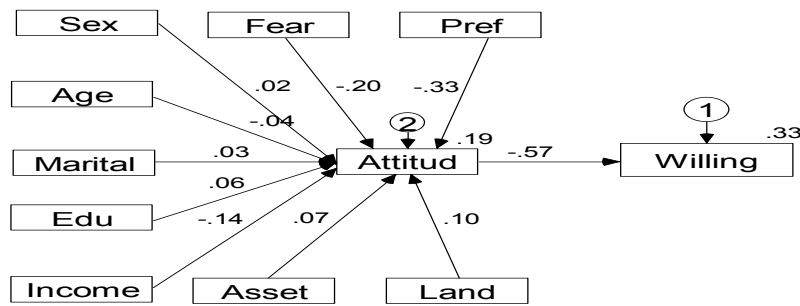 Sex
Fear
Pref
.02
-.20
-.33
Age
-.04
2
1
.19
.33
Marital
.03
Attitud
-.57
Willing
.06
Edu
-.14
.07
.10
Income
Asset
Land